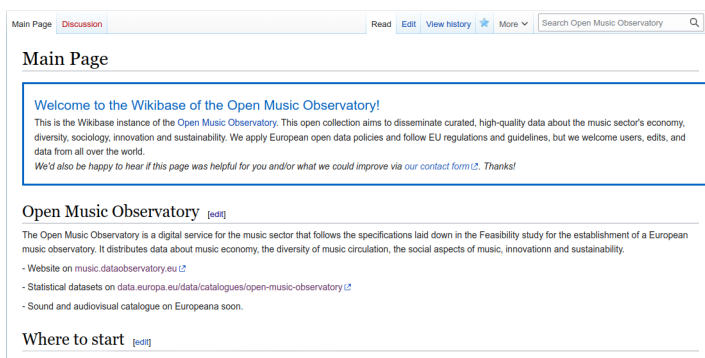 Main Page Discussion Read Edit View history More Search Open Music Observatory
Main Page
Welcome to the Wikibase of the Open Music Observatory!
This is the Wikibase instance of the Open Music Observatory. This open collection aims to disseminate curated, high-quality data about the music sector's economy,
diversity, sociology, innovation and sustainability. We apply European open data policies and follow EU regulations and guidelines, but we welcome users, edits, and
data from all over the world.
We'd also be happy to hear if this page was helpful for you and/or what we could improve via our contact form. Thanks!
Open Music Observatory [edit]
The Open Music Observatory is a digital service for the music sector that follows the specifications laid down in the Feasibility study for the establishment of a European
music observatory. It distributes data about music economy, the diversity of music circulation, the social aspects of music, innovationn and sustainability.
- Website on music.dataobservatory.eu
- Statistical datasets on data.europa.eu/data/catalogues/open-music-observatory
- Sound and audiovisual catalogue on Europeana soon.
Where to start [edit]